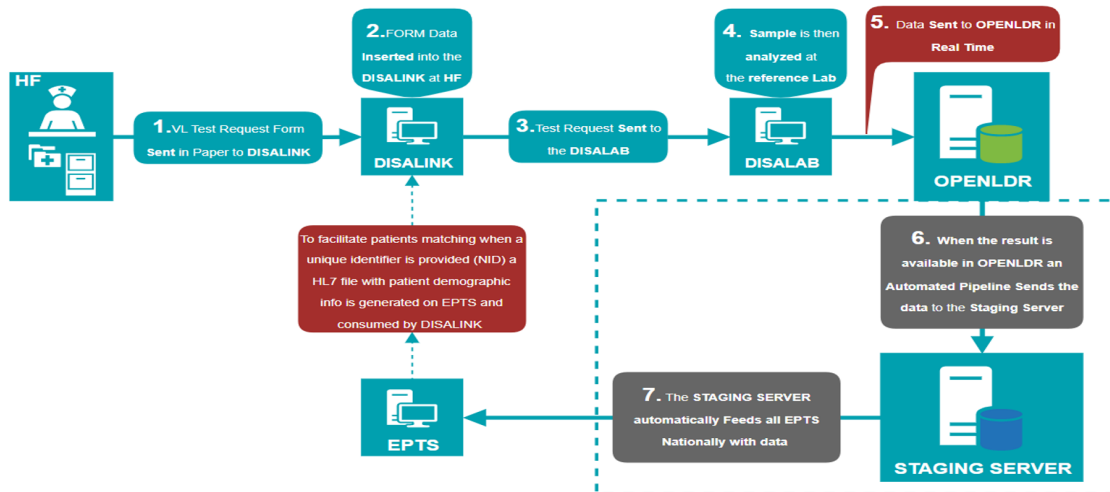 HF
1.VL Test Request Form
Sent in Paper to DISALINK
2.FORM Data
Inserted into the
DISALINK at HF
DISALINK
3.Test Request Sent to
the DISALAB
4. Sample is then
analyzed at
the reference Lab
DISALAB
5. Data Sent to OPENLDR in
Real Time
OPENLDR
6. When the result is
available in OPENLDR an
Automated Pipeline Sends the
data to the Staging Server
STAGING SERVER
7. The STAGING SERVER
automatically Feeds all EPTS
Nationally with data
EPTS
To facilitate patients matching when a
unique identifier is provided (NID) a
HL7 file with patient demographic
info is generated on EPTS and
consumed by DISALINK